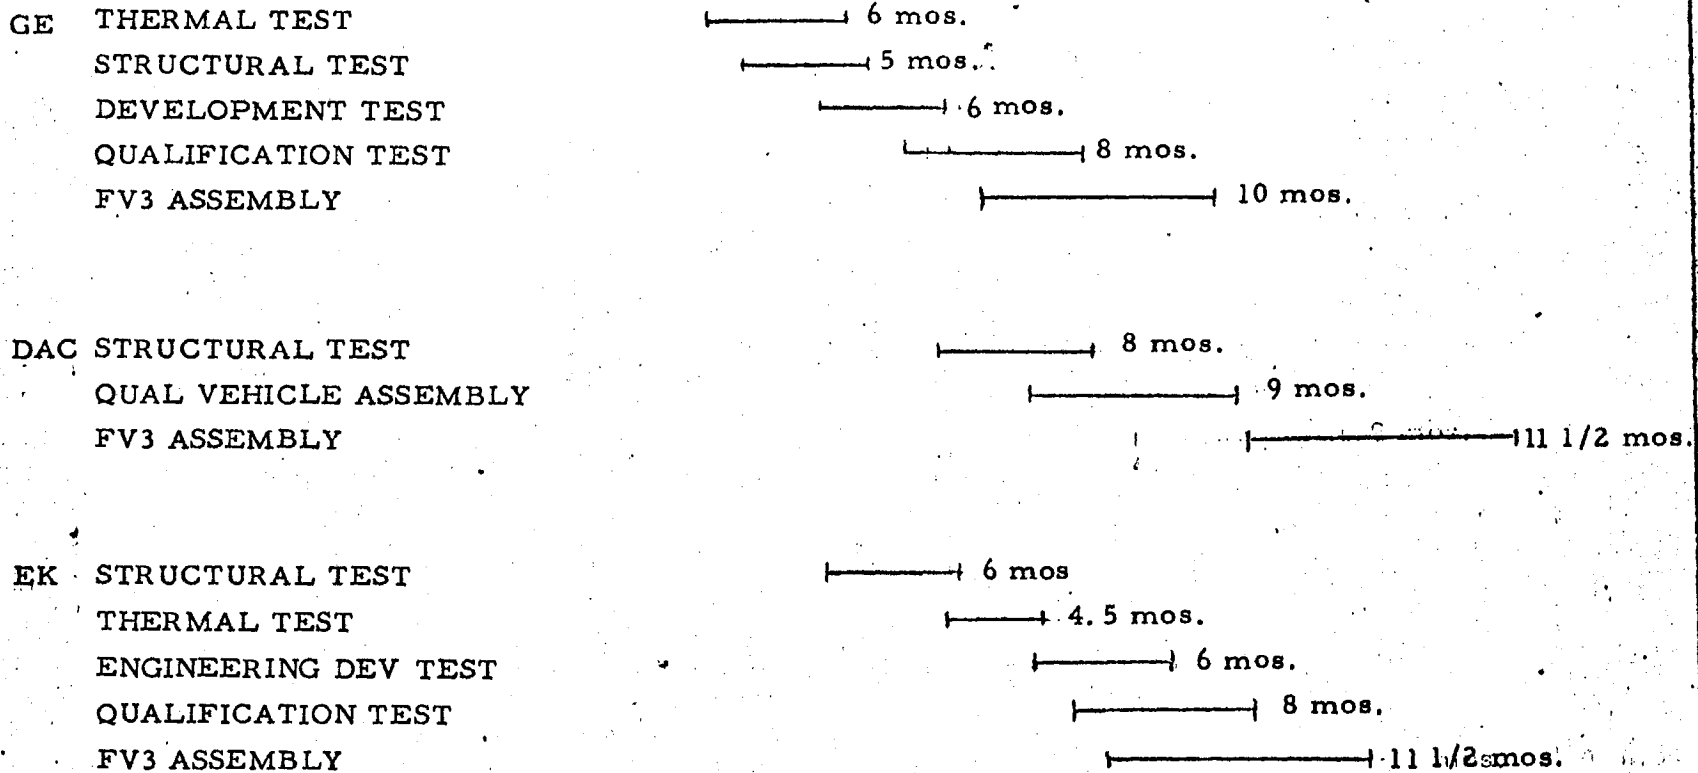 GE THERMAL TEST 6 mos.
STRUCTURAL TEST 5 mos.
DEVELOPMENT TEST 6 mos.
QUALIFICATION TEST 8 mos.
FV3 ASSEMBLY 10 mos.
DAC STRUCTURAL TEST 8 mos.
QUAL VEHICLE ASSEMBLY 9 mos.
FV3 ASSEMBLY 11 1/2 mos.
EK STRUCTURAL TEST 6 mos
THERMAL TEST 4.5 mos.
ENGINEERING DEV TEST 6 mos.
QUALIFICATION TEST 8 mos.
FV3 ASSEMBLY 11 1/2 mos.